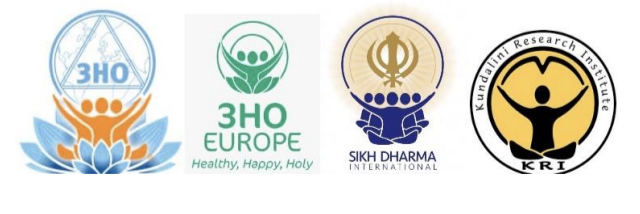 3HO
3HO
EUROPE
Healthy, Happy, Holy
SIKH DHARMA
INTERNATIONAL
Kundalini Research Institute
KRI